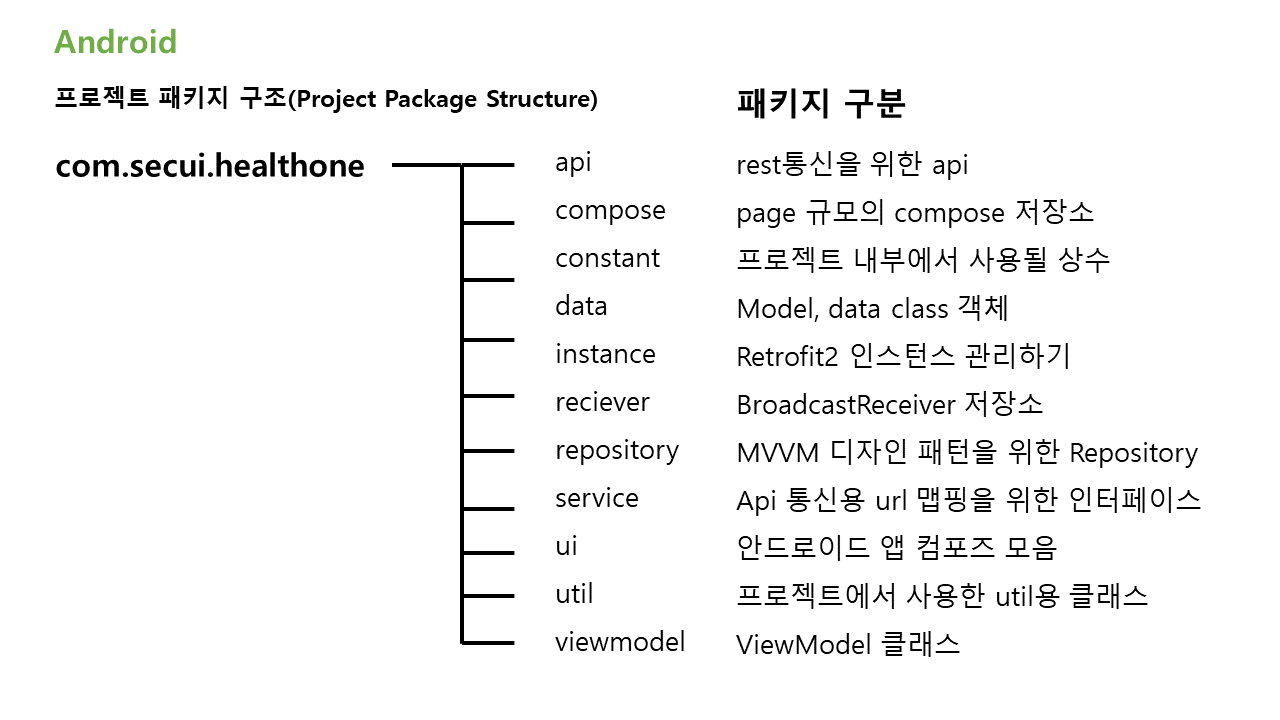 Android
프로젝트 패키지 구조(Project Package Structure)
패키지 구분
com.secui.healthone
api rest통신을 위한 api
compose page 규모의 compose 저장소
constant 프로젝트 내부에서 사용될 상수
data Model, data class 객체
instance Retrofit2 인스턴스 관리하기
reciever BroadcastReceiver 저장소
repository MVVM 디자인 패턴을 위한 Repository
service Api 통신용 url 맵핑을 위한 인터페이스
ui 안드로이드 앱 컴포즈 모음
util 프로젝트에서 사용한 util용 클래스
viewmodel ViewModel 클래스